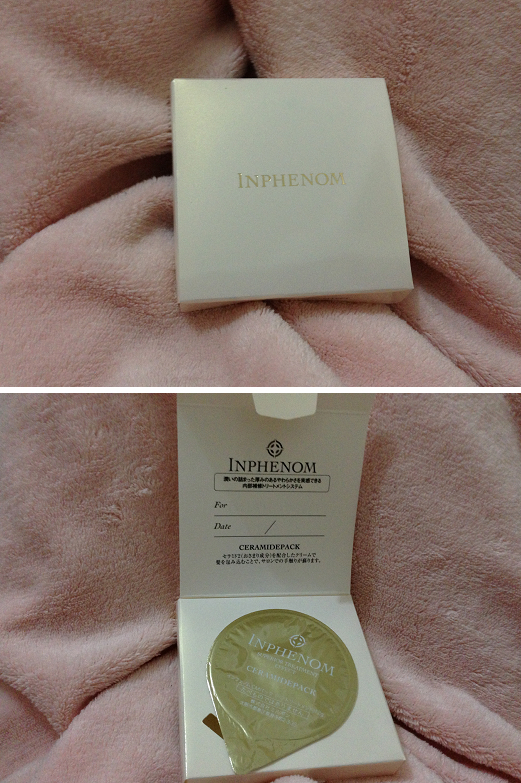 INPHENOM
INPHENOM
潤いの詰まった厚みのあるやわらかさを実感できる
内部補修トリートメントシステム
For
Date /
CERAMIDEPACK
セラミド2(おさまり成分)を配合したクリームで
髪を包み込むことで、サロンでの手触りが蘇ります。
INPHENOM
CERAMIDEPACK